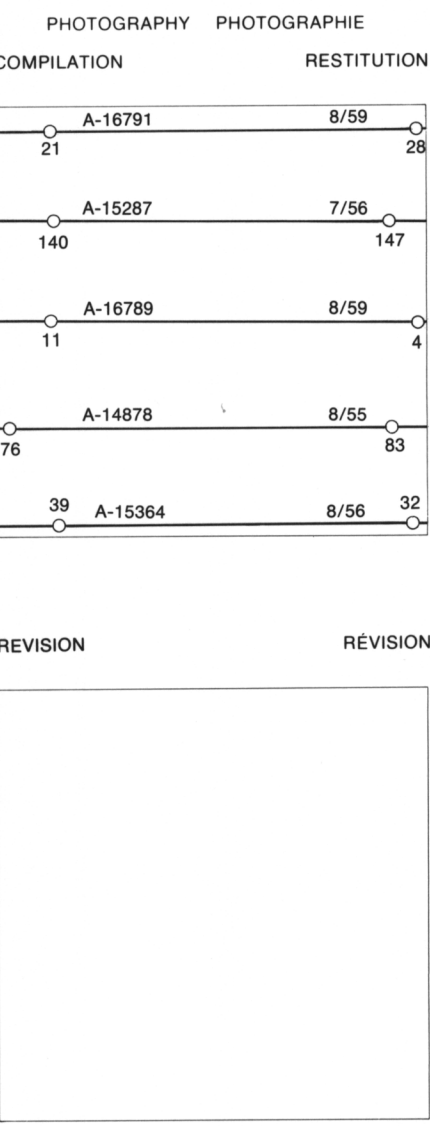 PHOTOGRAPHY PHOTOGRAPHIE
COMPILATION RESTITUTION
A-16791 8/59
21 28
A-15287 7/56
140 147
A-16789 8/59
11 4
A-14878 8/55
76 83
39 A-15364 8/56 32
REVISION RÉVISION